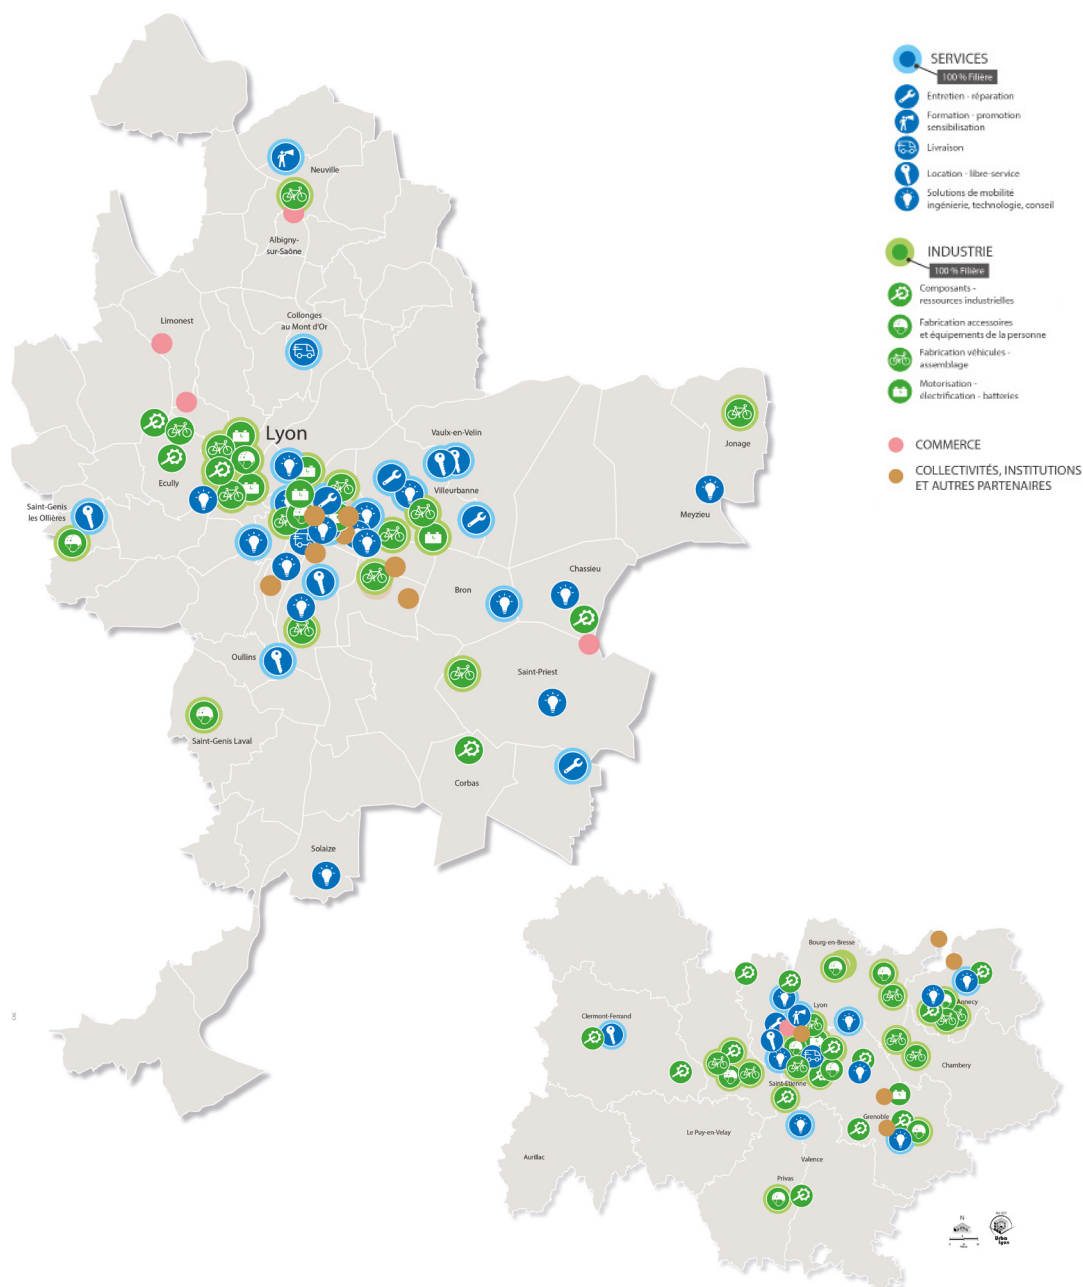 SERVICES
100 % Filière
Entretien - réparation
Formation - promotion
sensibilisation
Livraison
Location - libre-service
Solutions de mobilité
ingénierie, technologie, conseil
INDUSTRIE
100 % Filière
Composants -
ressources industrielles
Fabrication accessoires
et équipements de la personne
Fabrication véhicules -
assemblage
Motorisation -
électrification - batteries
COMMERCE
COLLECTIVITÉS, INSTITUTIONS
ET AUTRES PARTENAIRES
Neuville
Albigny-
sur-Saône
Limonest
Collonges
au Mont d'Or
Lyon
Vaulx-en-Velin
Jonage
Ecully
Villeurbanne
Saint-Genis
les Ollières
Meyzieu
Chassieu
Bron
Oullins
Saint-Priest
Saint-Genis Laval
Corbas
Solaize
Bourg-en-Bresse
Lyon
Annecy
Clermont-Ferrand
Chambery
Saint-Etienne
Grenoble
Le Puy-en-Velay
Aurillac
Valence
Privas
N
Urba
Lyon